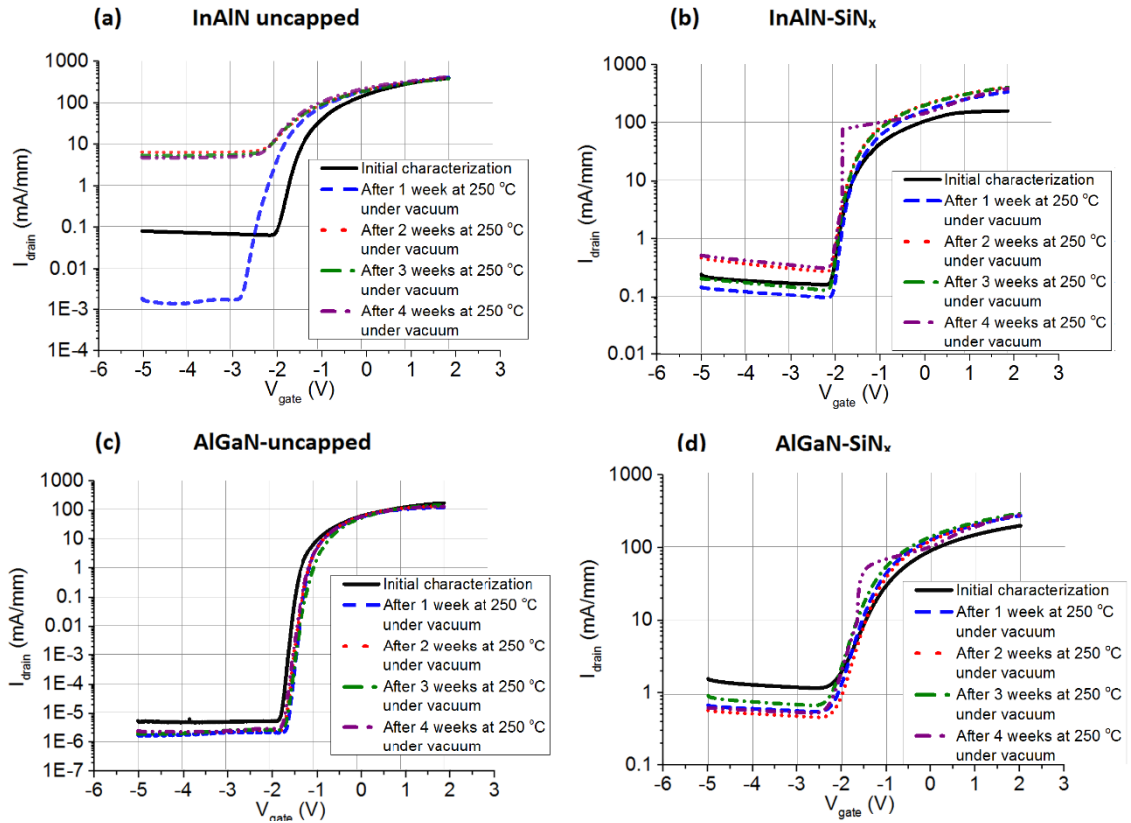 (a) InAlN uncapped
1000
100
10
1
0.1
0.01
1E-3
1E-4
I_drain (mA/mm)
-6 -5 -4 -3 -2 -1 0 1 2 3
V_gate (V)
Initial characterization
After 1 week at 250 °C
under vacuum
After 2 weeks at 250 °C
under vacuum
After 3 weeks at 250 °C
under vacuum
After 4 weeks at 250 °C
under vacuum
(b) InAlN-SiNₓ
1000
100
10
1
0.1
0.01
I_drain (mA/mm)
-6 -5 -4 -3 -2 -1 0 1 2 3
V_gate (V)
Initial characterization
After 1 week at 250 °C
under vacuum
After 2 weeks at 250 °C
under vacuum
After 3 weeks at 250 °C
under vacuum
After 4 weeks at 250 °C
under vacuum
(c) AlGaN-uncapped
1000
100
10
1
0.1
0.01
1E-3
1E-4
1E-5
1E-6
1E-7
I_drain (mA/mm)
-6 -5 -4 -3 -2 -1 0 1 2 3
V_gate (V)
Initial characterization
After 1 week at 250 °C
under vacuum
After 2 weeks at 250 °C
under vacuum
After 3 weeks at 250 °C
under vacuum
After 4 weeks at 250 °C
under vacuum
(d) AlGaN-SiNₓ
1000
100
10
1
0.1
I_drain (mA/mm)
-6 -5 -4 -3 -2 -1 0 1 2 3
V_gate (V)
Initial characterization
After 1 week at 250 °C
under vacuum
After 2 weeks at 250 °C
under vacuum
After 3 weeks at 250 °C
under vacuum
After 4 weeks at 250 °C
under vacuum